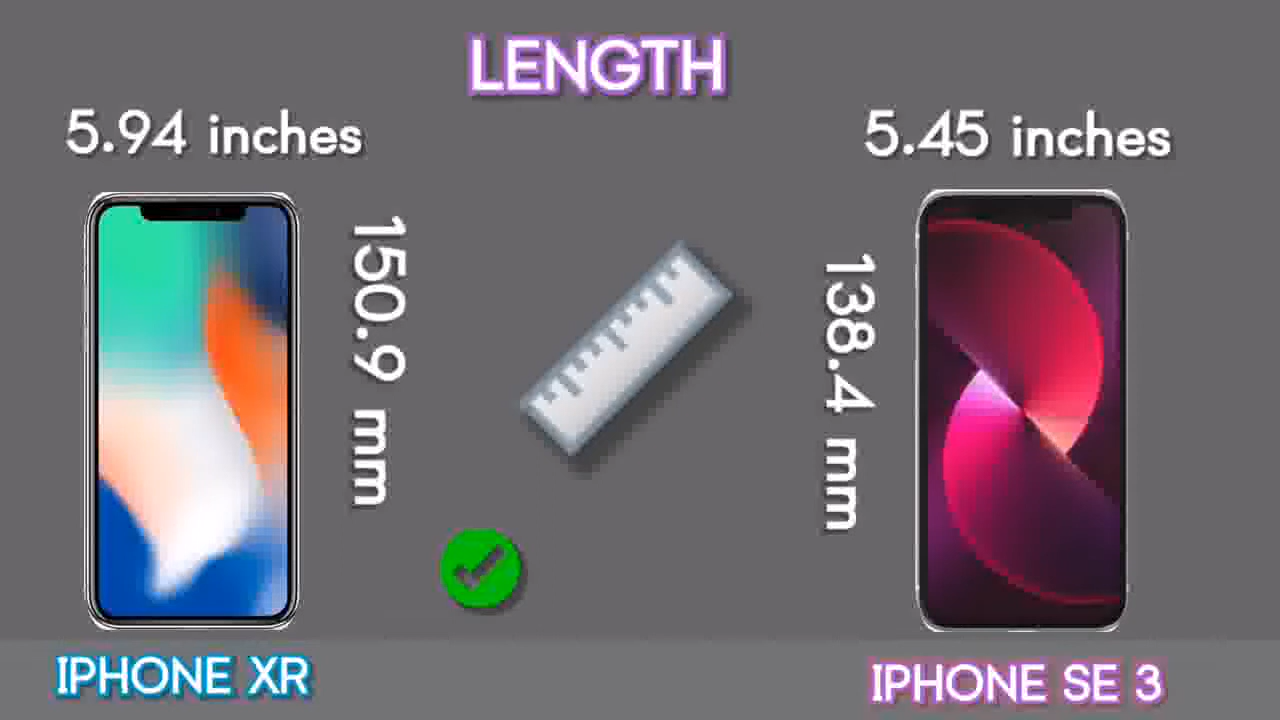 LENGTH
5.94 inches
5.45 inches
150.9 mm
138.4 mm
IPHONE XR
IPHONE SE 3